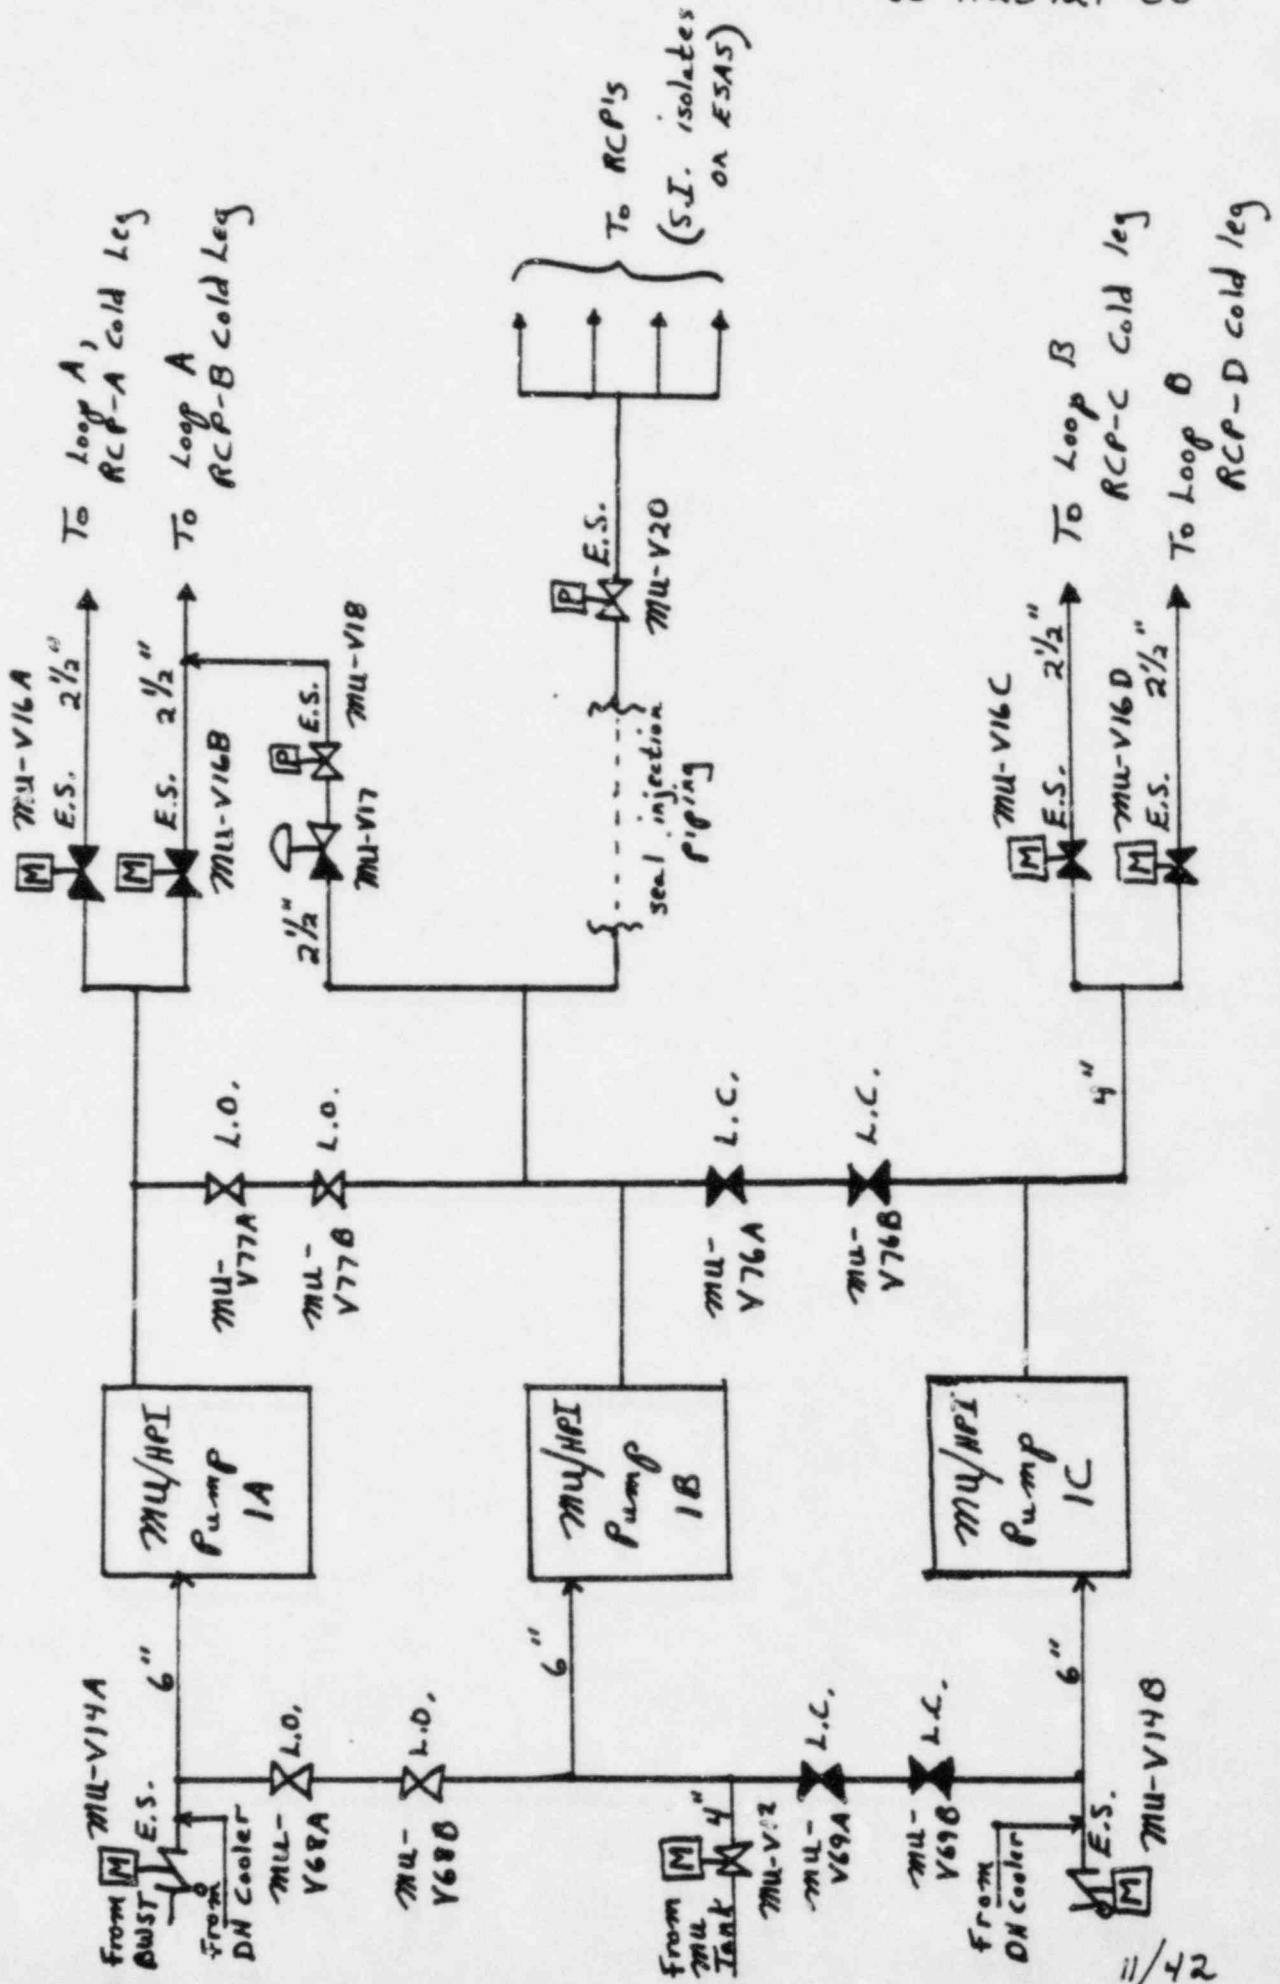 MU-V16A
E.S. 2½"
To Loop A,
RCP-A Cold Leg
E.S. 2½"
MU-V16B
To Loop A
RCP-B Cold Leg
2½"
MU-V17
E.S.
MU-V18
P
M
M
seal injection
piping
P
E.S.
MU-V20
To RCP's
(S.I. isolates
on ESAS)
MU-V16C
M
E.S. 2½"
To Loop B
RCP-C Cold leg
MU-V16D
M
E.S. 2½"
To Loop B
RCP-D Cold leg
4"
MU-
V77A
L.O.
MU-
V77B
L.O.
MU-
V76A
L.C.
MU-
V76B
L.C.
MU/HPI
Pump
1A
MU/HPI
Pump
1B
MU/HPI
Pump
1C
6"
6"
6"
MU-V14A
M
E.S.
From
BWST
From
DH Cooler
MU-
V68A
L.O.
MU-
V68B
L.O.
From
MU
Tank
M
4"
MU-
V69A
L.C.
MU-
V69B
L.C.
From
DH Cooler
E.S.
M
MU-V14B
11/42